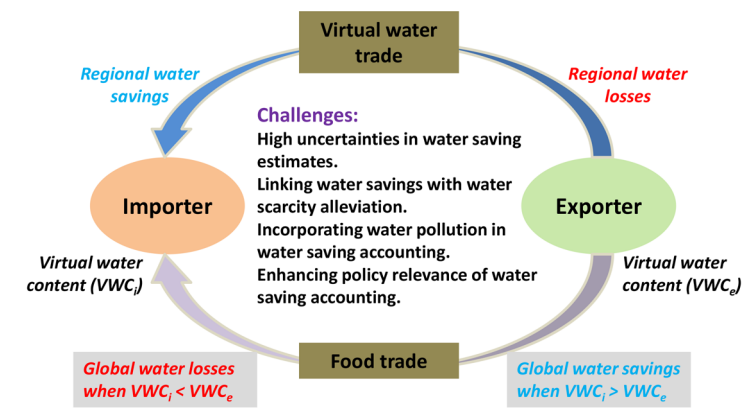 Virtual water
trade
Regional water
savings
Regional water
losses
Challenges:
High uncertainties in water saving
estimates.
Linking water savings with water
scarcity alleviation.
Incorporating water pollution in
water saving accounting.
Enhancing policy relevance of water
saving accounting.
Importer
Exporter
Virtual water
content (VWCi)
Virtual water
content (VWCe)
Food trade
Global water losses
when VWCi < VWCe
Global water savings
when VWCi > VWCe